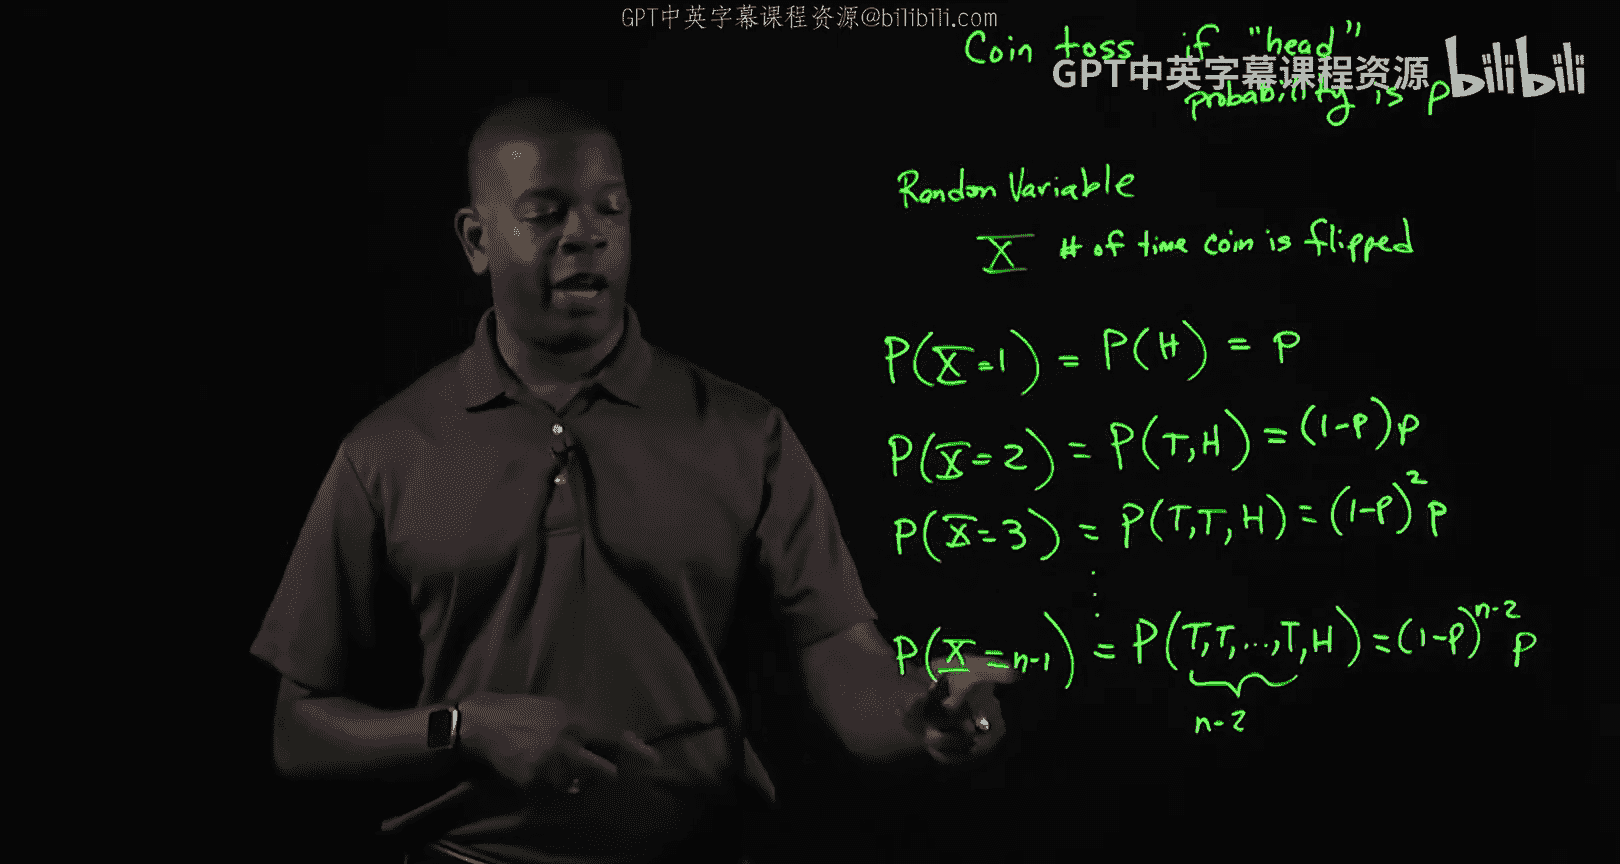 GPT中英字幕课程资源@bilibili.com
Coin toss if "head"
GPT中英字幕课程资源 bilibili
probability is p
Random Variable
X # of time coin is flipped
P(X=1) = P(H) = p
P(X=2) = P(T,H) = (1-p)p
P(X=3) = P(T,T,H) = (1-p)² p
⋮
P(X=n-1) = P(T,T,...,T,H) = (1-p)ⁿ⁻² p
n-2